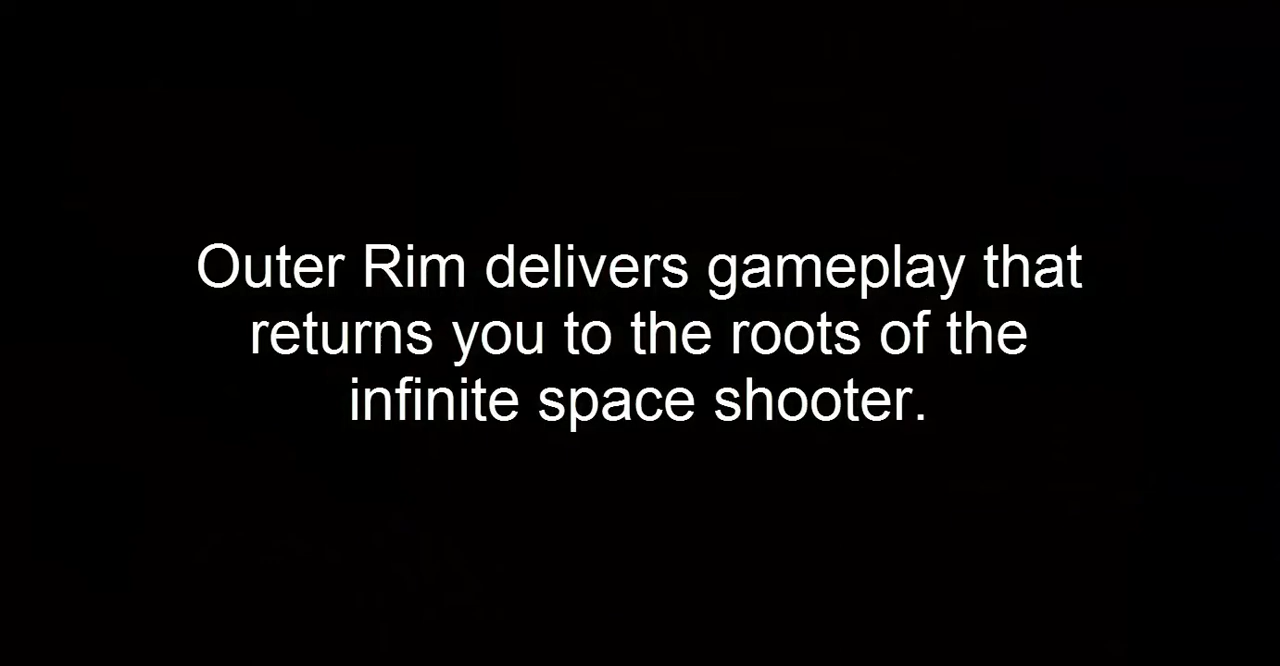 Outer Rim delivers gameplay that
returns you to the roots of the
infinite space shooter.